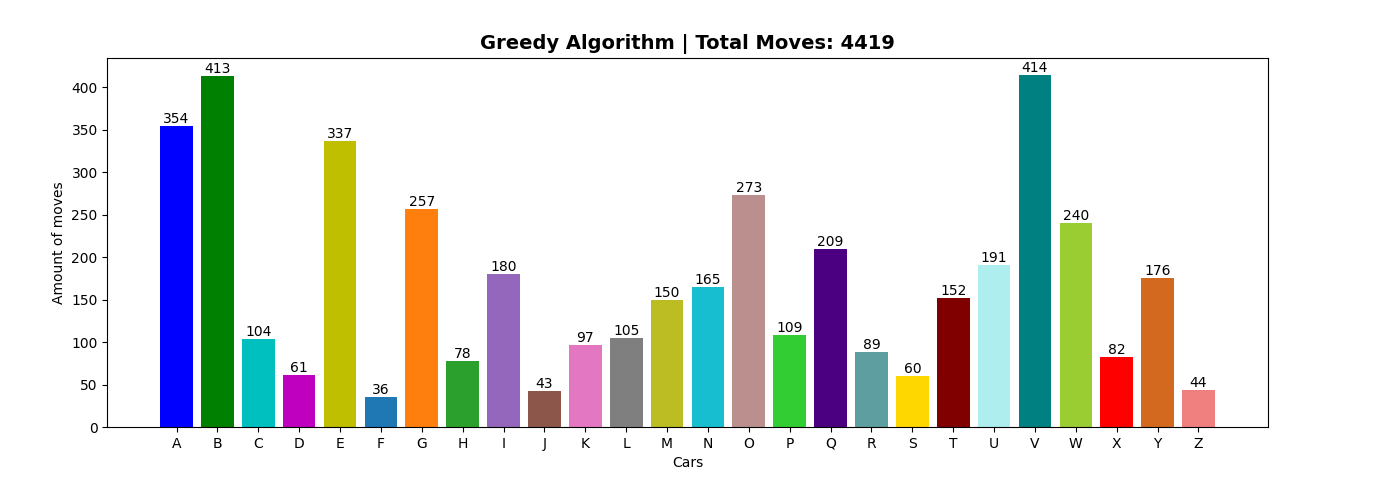 Greedy Algorithm | Total Moves: 4419
Amount of moves
400
350
300
250
200
150
100
50
0
354 413 104 61 337 36 257 78 180 43 97 105 150 165 273 109 209 89 60 152 191 414 240 82 176 44
A B C D E F G H I J K L M N O P Q R S T U V W X Y Z
Cars